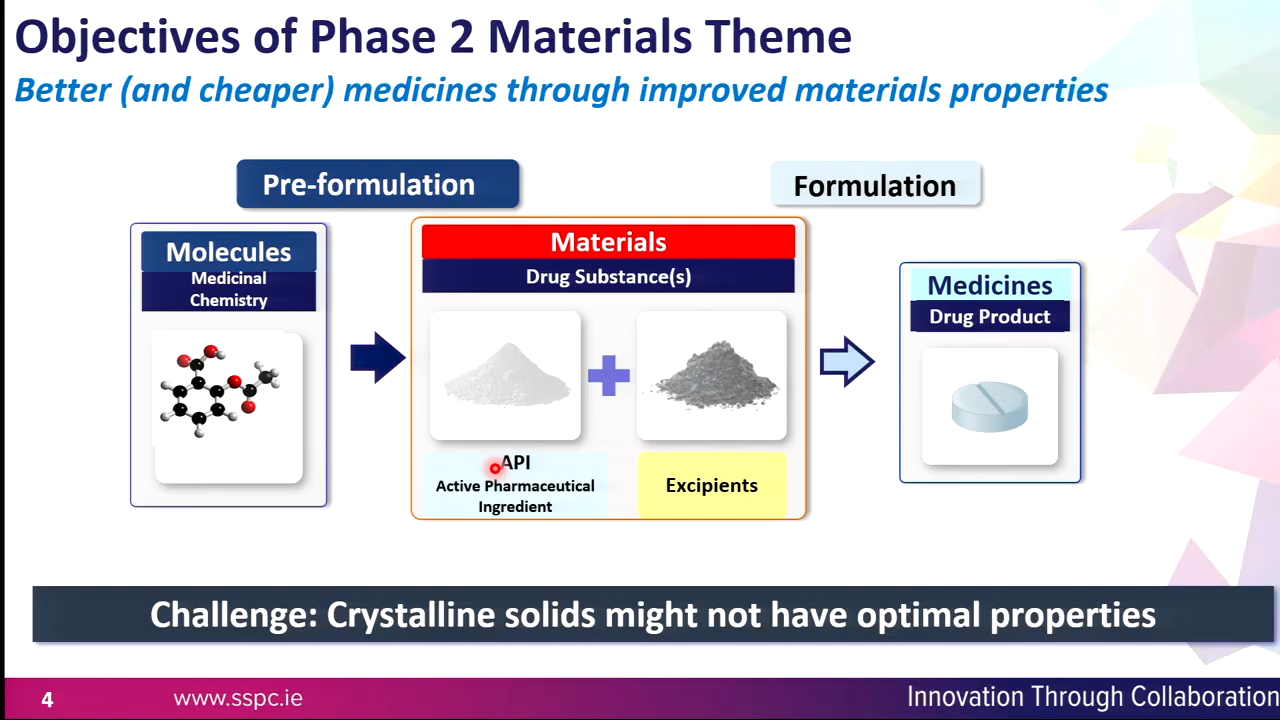 Objectives of Phase 2 Materials Theme
Better (and cheaper) medicines through improved materials properties
Pre-formulation
Formulation
Molecules
Medicinal
Chemistry
Materials
Drug Substance(s)
API
Active Pharmaceutical
Ingredient
Excipients
Medicines
Drug Product
Challenge: Crystalline solids might not have optimal properties
4
www.sspc.ie
Innovation Through Collaboration